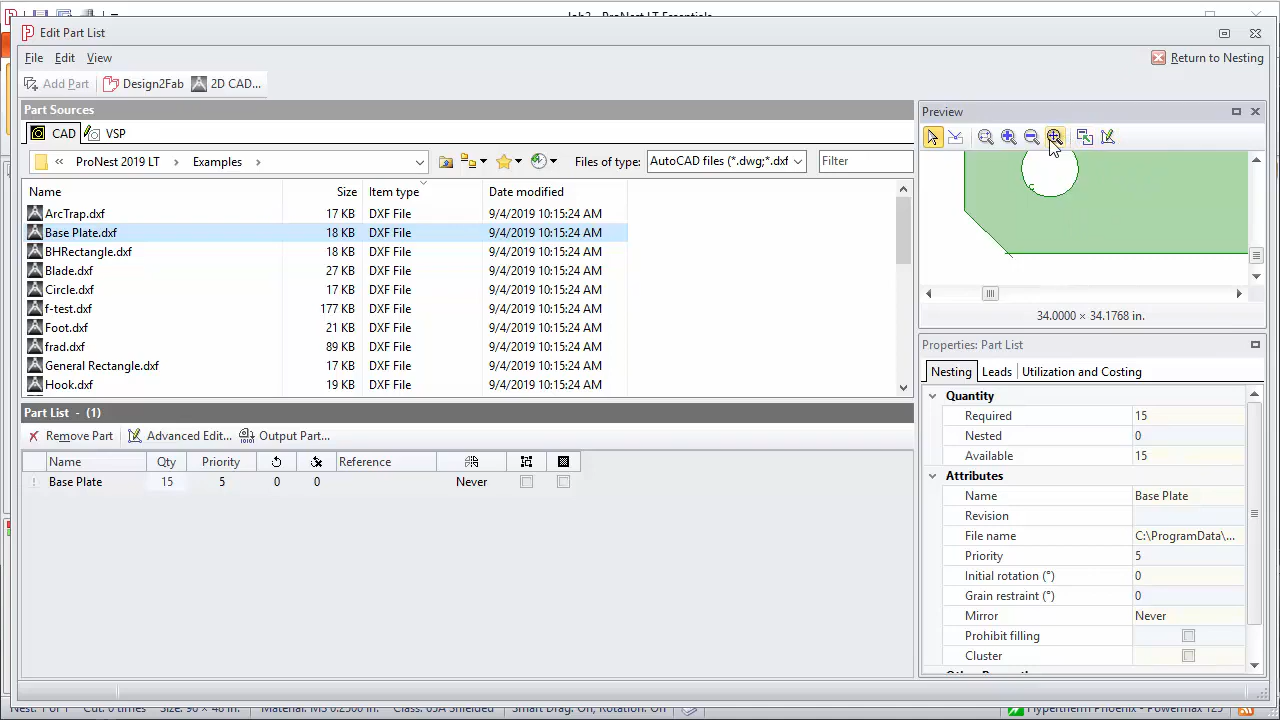 Job2 - ProNest LT Essentials
Edit Part List
File Edit View
Return to Nesting
Add Part Design2Fab 2D CAD...
Part Sources
CAD VSP
ProNest 2019 LT Examples
Files of type: AutoCAD files (*.dwg;*.dxf Filter
Name Size Item type Date modified
ArcTrap.dxf 17 KB DXF File 9/4/2019 10:15:24 AM
Base Plate.dxf 18 KB DXF File 9/4/2019 10:15:24 AM
BHRectangle.dxf 18 KB DXF File 9/4/2019 10:15:24 AM
Blade.dxf 27 KB DXF File 9/4/2019 10:15:24 AM
Circle.dxf 17 KB DXF File 9/4/2019 10:15:24 AM
f-test.dxf 177 KB DXF File 9/4/2019 10:15:24 AM
Foot.dxf 21 KB DXF File 9/4/2019 10:15:24 AM
frad.dxf 89 KB DXF File 9/4/2019 10:15:24 AM
General Rectangle.dxf 17 KB DXF File 9/4/2019 10:15:24 AM
Hook.dxf 19 KB DXF File 9/4/2019 10:15:24 AM
Part List - (1)
Remove Part Advanced Edit... Output Part...
Name Qty Priority Reference
Base Plate 15 5 0 0 Never
Preview
34.0000 × 34.1768 in.
Properties: Part List
Nesting Leads Utilization and Costing
Quantity
Required 15
Nested 0
Available 15
Attributes
Name Base Plate
Revision
File name C:\ProgramData\...
Priority 5
Initial rotation (°) 0
Grain restraint (°) 0
Mirror Never
Prohibit filling
Cluster
Other Properties
Nest: 1 of 1 Cut: 0 times Size: 96 × 48 in. Material: MS 0.2500 in. Class: 65A Shielded Smart Drag: On, Rotation: On Hypertherm Phoenix - Powermax 125